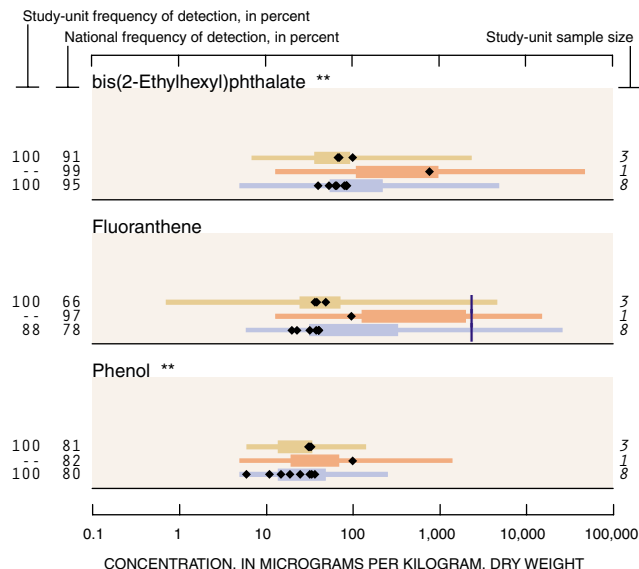 Study-unit frequency of detection, in percent
National frequency of detection, in percent
Study-unit sample size
bis(2-Ethylhexyl)phthalate **
100 91 3
-- 99 1
100 95 8
Fluoranthene
100 66 3
-- 97 1
88 78 8
Phenol **
100 81 3
-- 82 1
100 80 8
0.1 1 10 100 1,000 10,000 100,000
CONCENTRATION, IN MICROGRAMS PER KILOGRAM, DRY WEIGHT